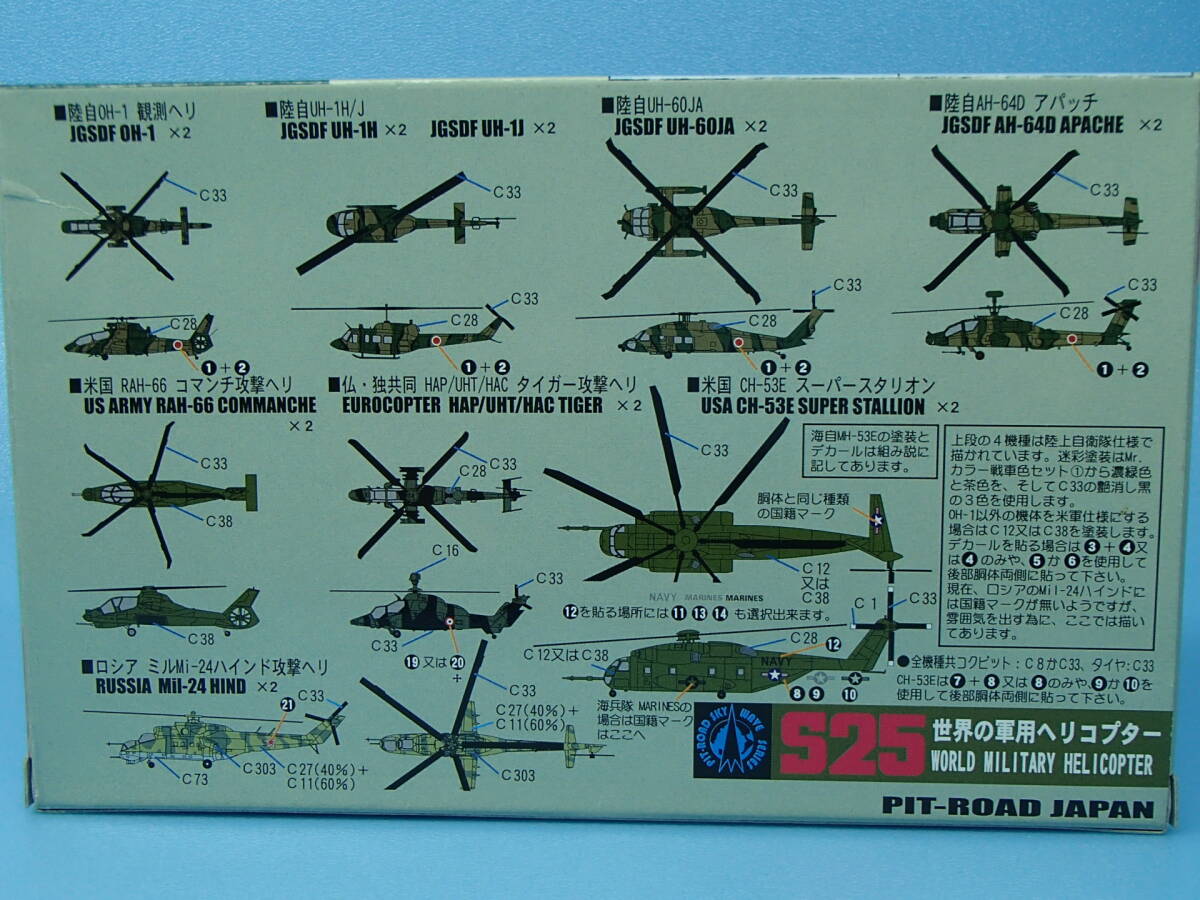 ■陸自OH-1 観測ヘリ
JGSDF OH-1 ×2
C33
C28
❶+❷
■陸自UH-1H/J
JGSDF UH-1H ×2 JGSDF UH-1J ×2
C33
C33
C28
❶+❷
■陸自UH-60JA
JGSDF UH-60JA ×2
C33
C33
C28
❶+❷
■陸自AH-64D アパッチ
JGSDF AH-64D APACHE ×2
C33
C33
C28
❶+❷
■米国 RAH-66 コマンチ攻撃ヘリ
US ARMY RAH-66 COMMANCHE
×2
C33
C38
C38
■仏・独共同 HAP/UHT/HAC タイガー攻撃ヘリ
EUROCOPTER HAP/UHT/HAC TIGER ×2
C33
C28
C16
C33
C33
⓳又は⓴
+
■米国 CH-53E スーパースタリオン
USA CH-53E SUPER STALLION ×2
C33
海自MH-53Eの塗装と
デカールは組み説に
記してあります。
胴体と同じ種類
の国籍マーク
C12
又は
C38
NAVY MARINES MARINES
⓬を貼る場所には⓫⓭⓮も選択出来ます。
C1
C33
C12又はC38
C28
⓬
NAVY
❽❾ ❿
海兵隊 MARINESの
場合は国籍マーク
はここへ
上段の4機種は陸上自衛隊仕様で
描かれています。迷彩塗装はMr.
カラー戦車色セット①から濃緑色
と茶色を、そしてC33の艶消し黒
の3色を使用します。
OH-1以外の機体を米軍仕様にする
場合はC12又はC38を塗装します。
デカールを貼る場合は❸+❹又
は❹のみや、❺か❻を使用して
後部胴体両側に貼って下さい。
現在、ロシアのMil-24ハインドに
は国籍マークが無いようですが、
雰囲気を出す為に、ここでは描い
てあります。
●全機種共コクピット:C8かC33、タイヤ:C33
CH-53Eは❼+❽又は❽のみや、❾か❿を
使用して後部胴体両側に貼って下さい。
■ロシア ミルMi-24ハインド攻撃ヘリ
RUSSIA Mil-24 HIND ×2
㉑
C33
C73
C303
C27(40%)+
C11(60%)
C33
C27(40%)+
C11(60%)
C303
PIT-ROAD SKY WAVE SERIES
S25
世界の軍用ヘリコプター
WORLD MILITARY HELICOPTER
PIT-ROAD JAPAN